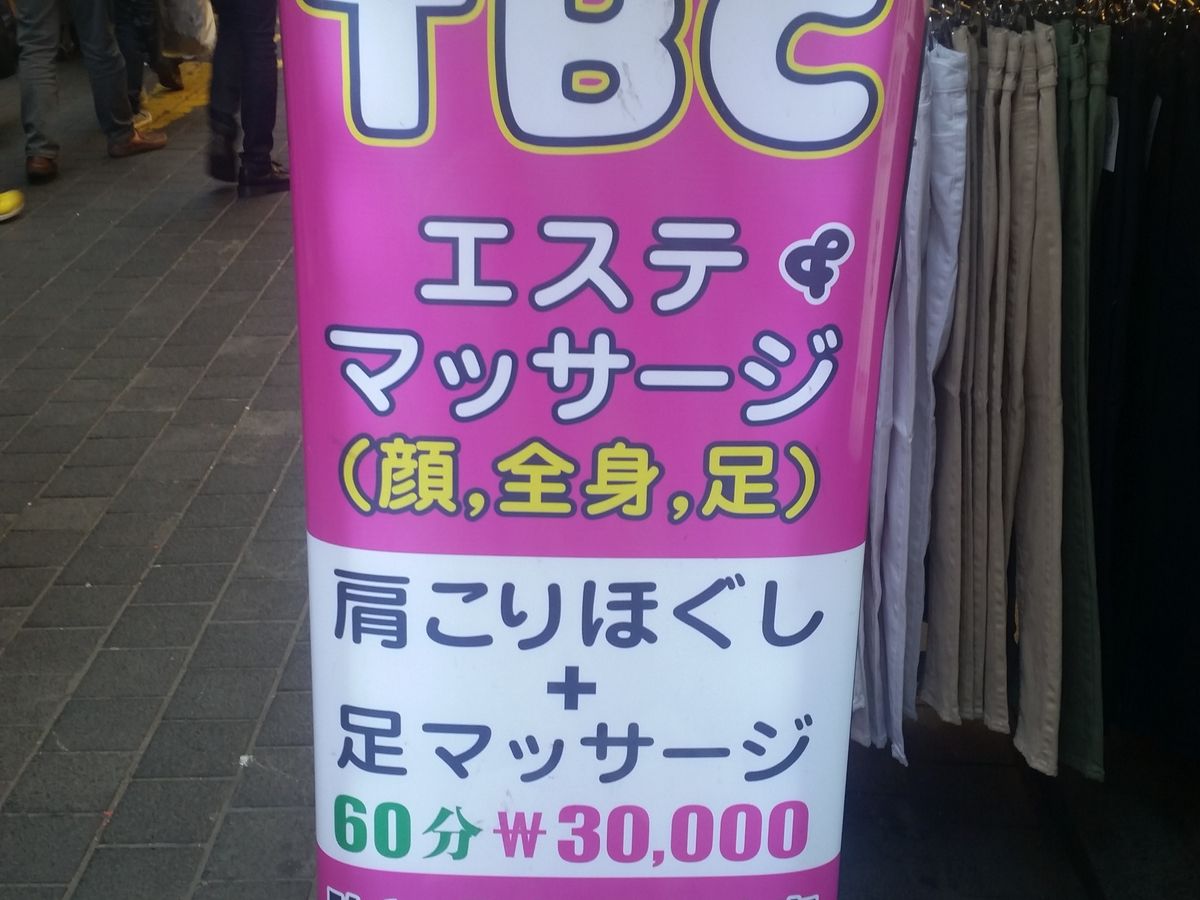 TBC
エステ &
マッサージ
(顔,全身,足)
肩こりほぐし
+
足マッサージ
60分 ₩30,000